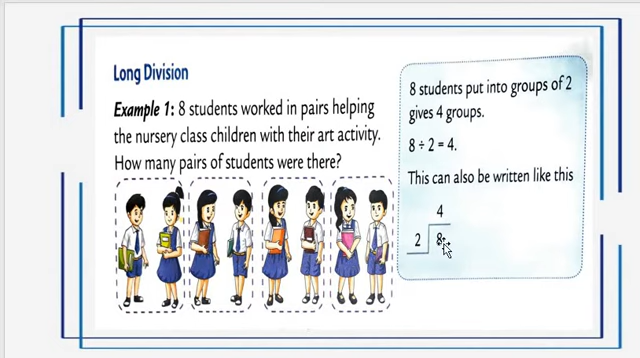 Long Division
Example 1: 8 students worked in pairs helping
the nursery class children with their art activity.
How many pairs of students were there?
8 students put into groups of 2
gives 4 groups.
8 ÷ 2 = 4.
This can also be written like this
4
2 8